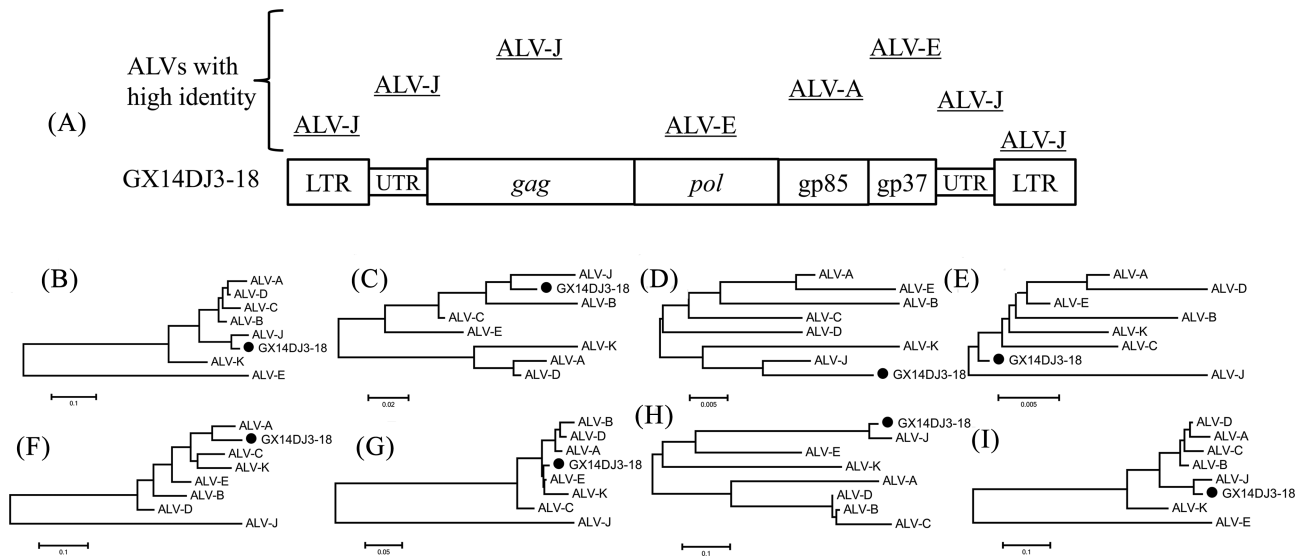 ALV-J
ALV-E
ALVs with
high identity
ALV-J
ALV-A
ALV-J
(A)
ALV-J
ALV-E
ALV-J
GX14DJ3-18
LTR
UTR
gag
pol
gp85
gp37
UTR
LTR
(B)
ALV-A
ALV-D
ALV-C
ALV-B
ALV-J
GX14DJ3-18
ALV-K
ALV-E
0.1
(C)
ALV-J
GX14DJ3-18
ALV-B
ALV-C
ALV-E
ALV-K
ALV-A
ALV-D
0.02
(D)
ALV-A
ALV-E
ALV-B
ALV-C
ALV-D
ALV-K
ALV-J
GX14DJ3-18
0.005
(E)
ALV-A
ALV-D
ALV-E
ALV-B
ALV-K
ALV-C
GX14DJ3-18
ALV-J
0.005
(F)
ALV-A
GX14DJ3-18
ALV-C
ALV-K
ALV-E
ALV-B
ALV-D
ALV-J
0.1
(G)
ALV-B
ALV-D
ALV-A
GX14DJ3-18
ALV-E
ALV-K
ALV-C
ALV-J
0.05
(H)
GX14DJ3-18
ALV-J
ALV-E
ALV-K
ALV-A
ALV-D
ALV-B
ALV-C
0.1
(I)
ALV-D
ALV-A
ALV-C
ALV-B
ALV-J
GX14DJ3-18
ALV-K
ALV-E
0.1